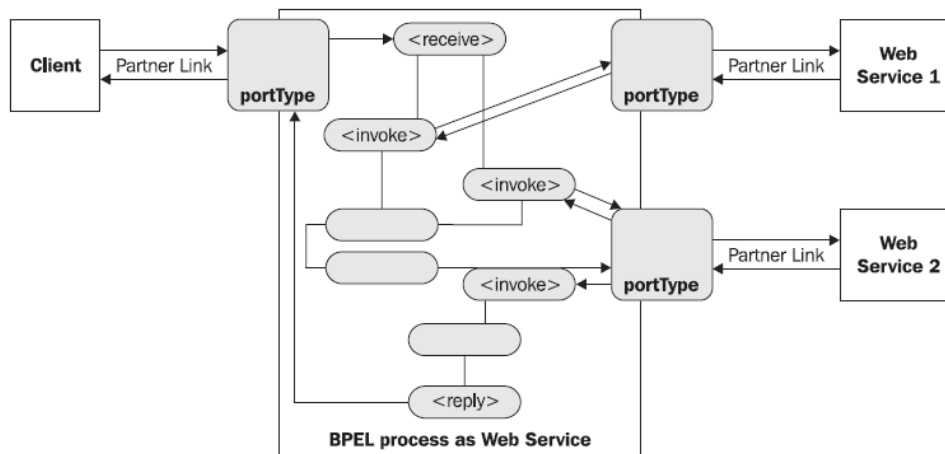 Client
Partner Link
portType
<receive>
<invoke>
<invoke>
<invoke>
<reply>
BPEL process as Web Service
portType
Partner Link
Web
Service 1
portType
Partner Link
Web
Service 2